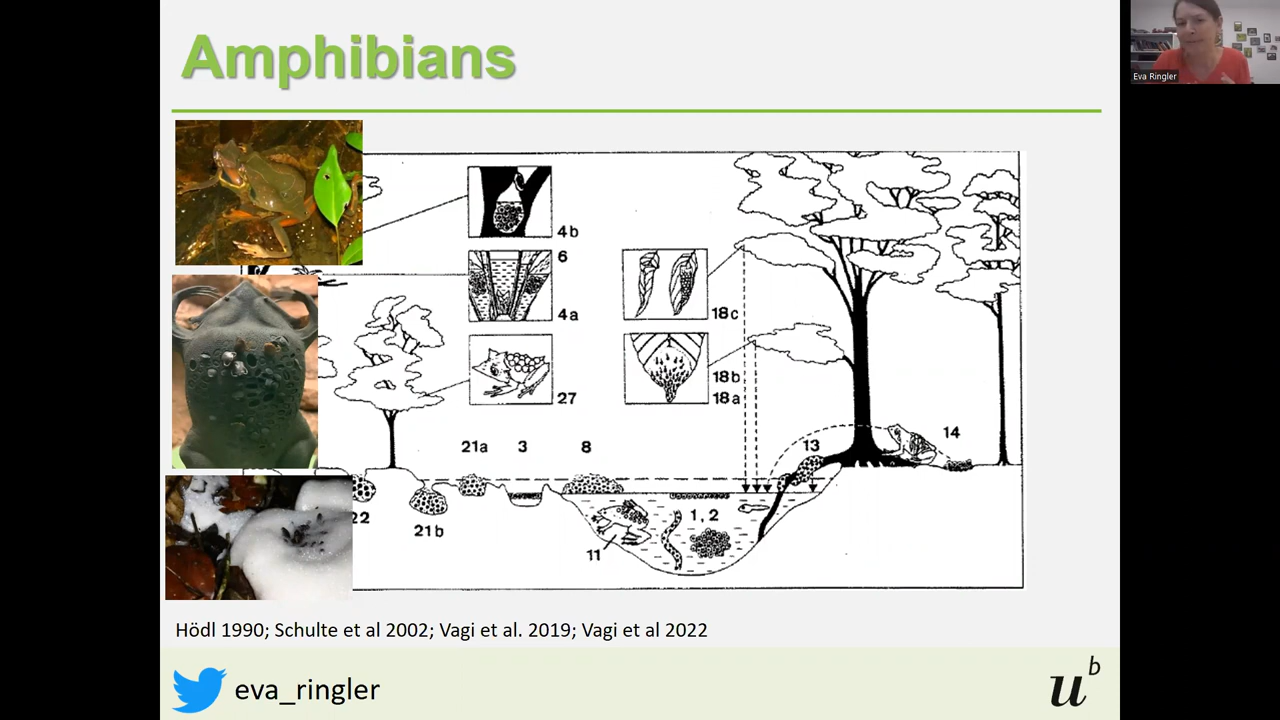 Amphibians
Eva Ringler
4b
6
4a
18c
18b
18a
27
21a 3 8
13
14
22
21b
11
1, 2
Hödl 1990; Schulte et al 2002; Vagi et al. 2019; Vagi et al 2022
eva_ringler
u^b